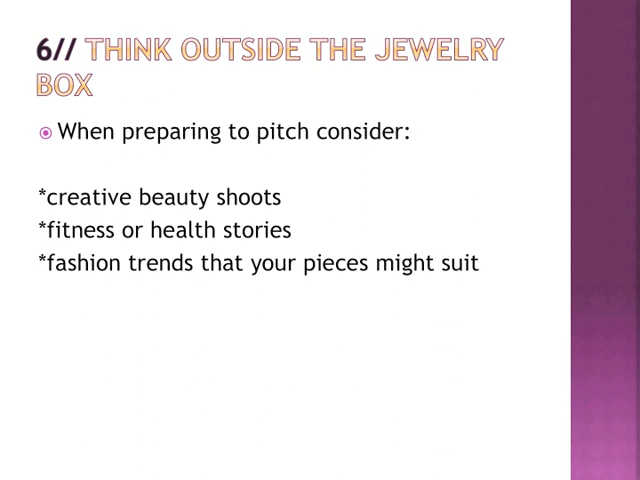 6// THINK OUTSIDE THE JEWELRY
BOX
When preparing to pitch consider:
*creative beauty shoots
*fitness or health stories
*fashion trends that your pieces might suit